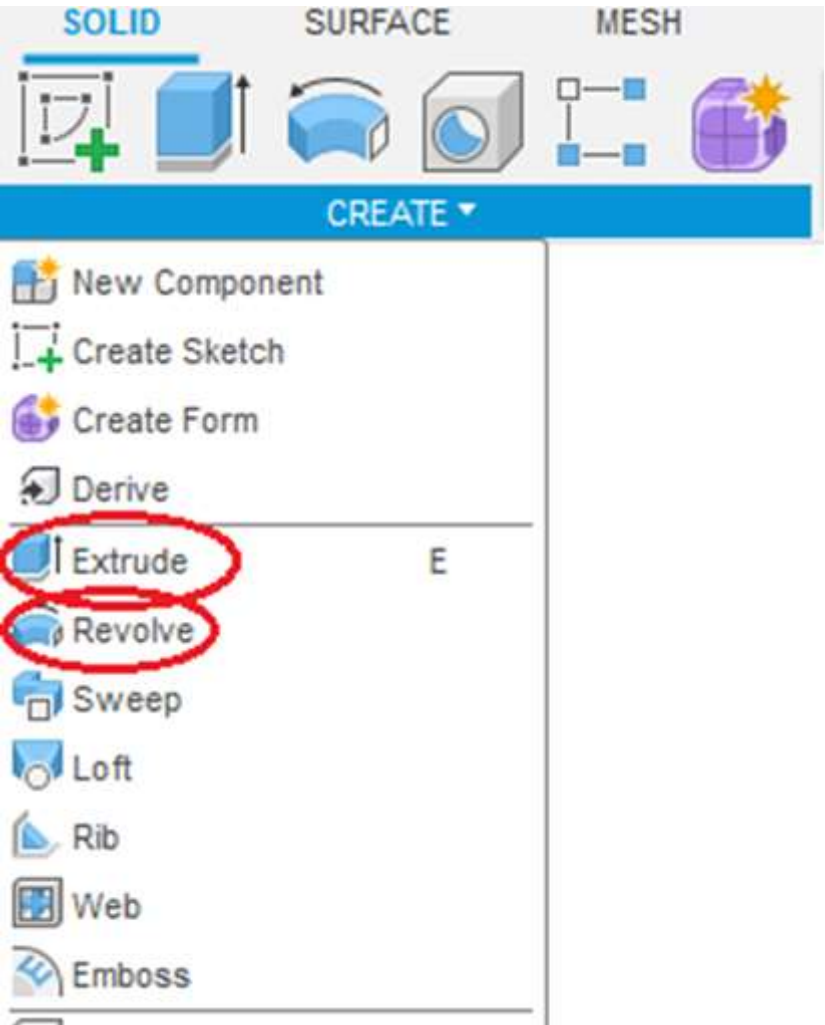 SOLID SURFACE MESH
CREATE
New Component
Create Sketch
Create Form
Derive
Extrude E
Revolve
Sweep
Loft
Rib
Web
Emboss